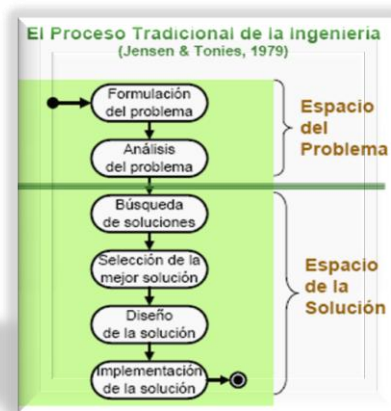 El Proceso Tradicional de la Ingeniería
(Jensen & Tonies, 1979)
Formulación
del problema
Análisis
del problema
Espacio
del
Problema
Búsqueda
de soluciones
Selección de la
mejor solución
Diseño
de la solución
Implementación
de la solución
Espacio
de la
Solución